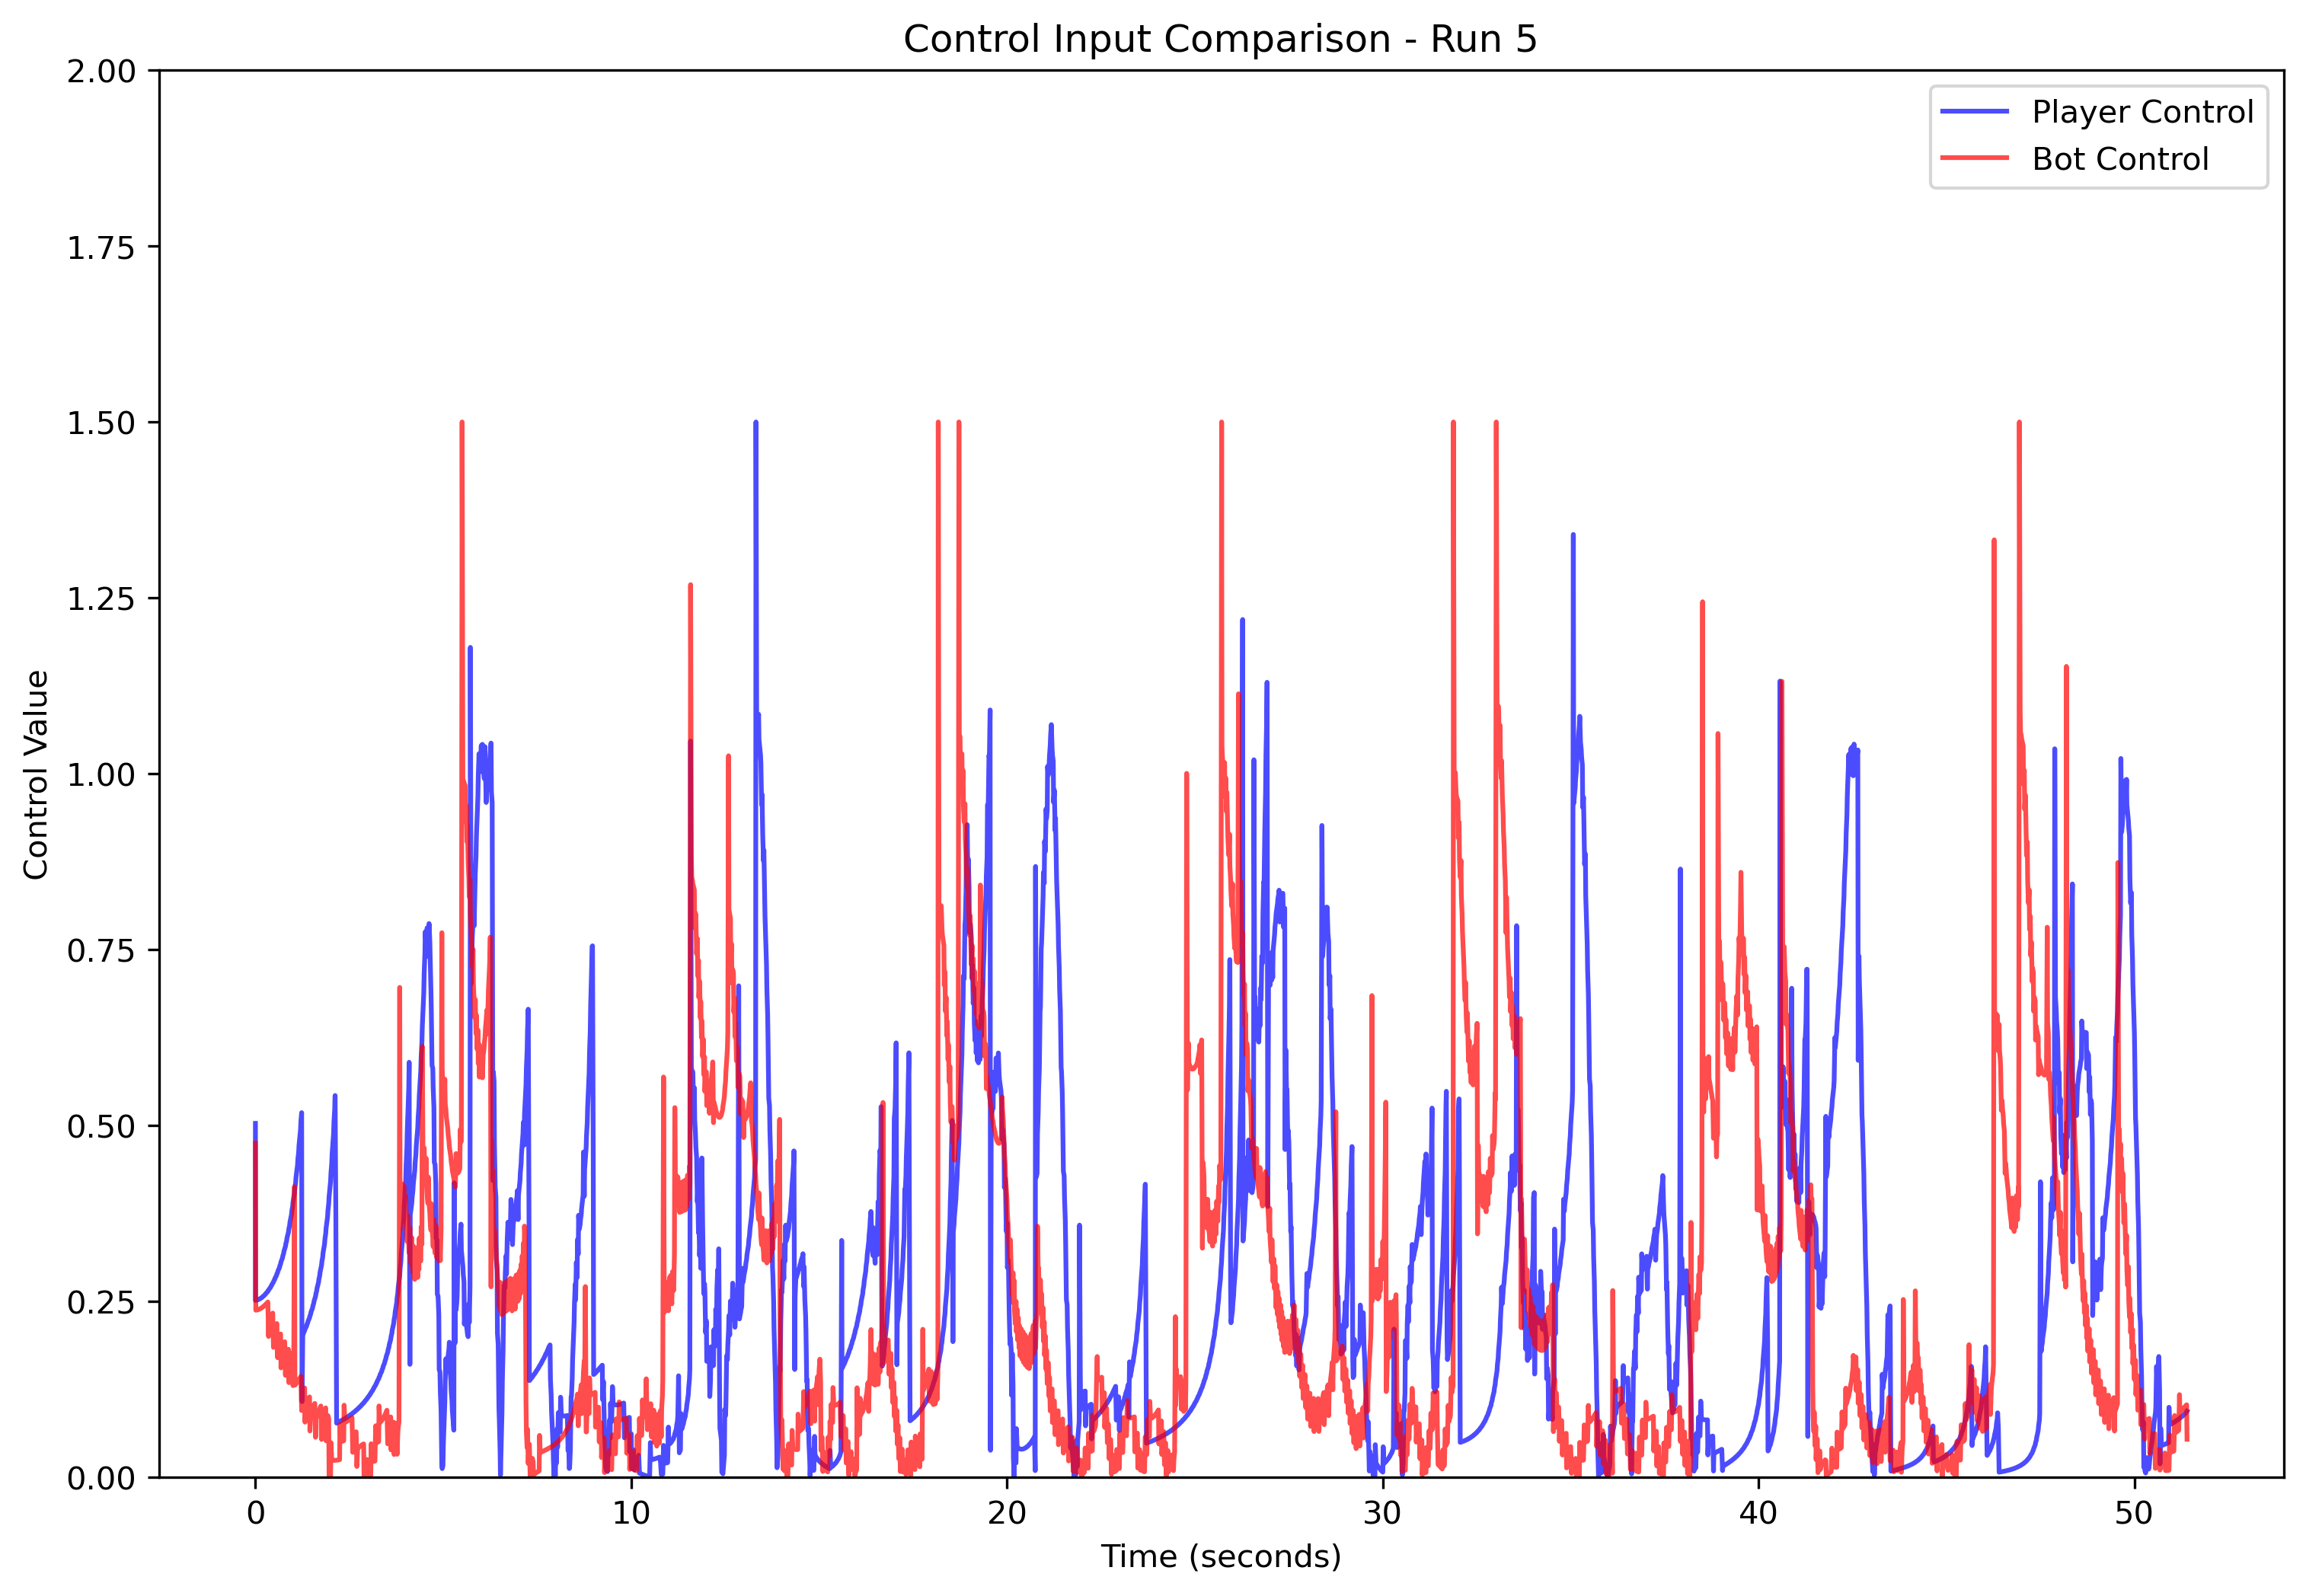 Control Input Comparison - Run 5
2.00
1.75
1.50
1.25
1.00
0.75
0.50
0.25
0.00
Control Value
Player Control
Bot Control
0 10 20 30 40 50
Time (seconds)